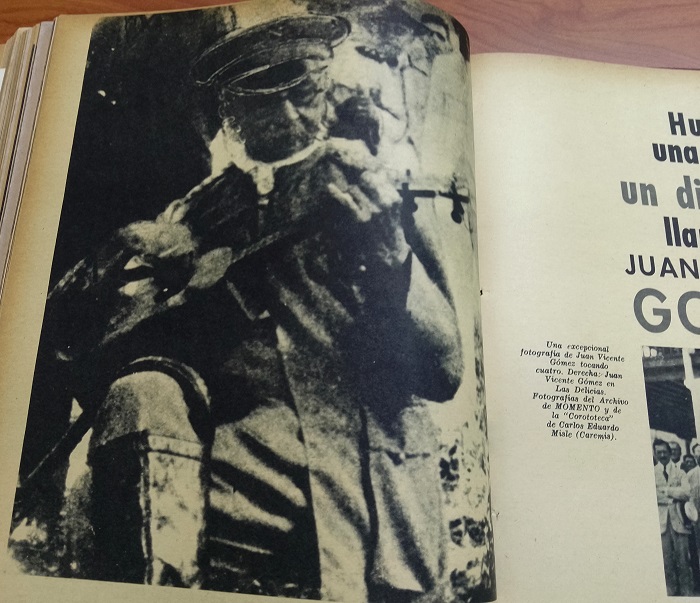 Hu
una
un di
lla
JUAN
GO
Una excepcional
fotografía de Juan Vicente
Gómez tocando
cuatro. Derecha: Juan
Vicente Gómez en
Las Delicias.
Fotografías del Archivo
de MOMENTO y de
la "Corototeca"
de Carlos Eduardo
Misle (Caremis).